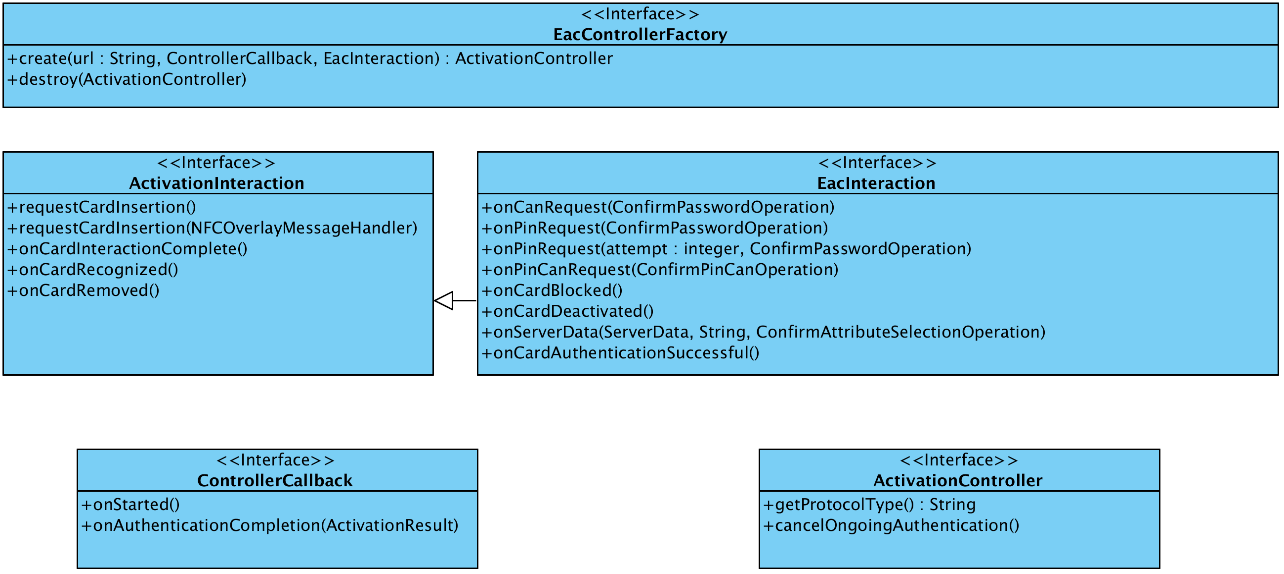 <<Interface>>
EacControllerFactory
+create(url : String, ControllerCallback, EacInteraction) : ActivationController
+destroy(ActivationController)
<<Interface>>
ActivationInteraction
+requestCardInsertion()
+requestCardInsertion(NFCOverlayMessageHandler)
+onCardInteractionComplete()
+onCardRecognized()
+onCardRemoved()
<<Interface>>
EacInteraction
+onCanRequest(ConfirmPasswordOperation)
+onPinRequest(ConfirmPasswordOperation)
+onPinRequest(attempt : integer, ConfirmPasswordOperation)
+onPinCanRequest(ConfirmPinCanOperation)
+onCardBlocked()
+onCardDeactivated()
+onServerData(ServerData, String, ConfirmAttributeSelectionOperation)
+onCardAuthenticationSuccessful()
<<Interface>>
ControllerCallback
+onStarted()
+onAuthenticationCompletion(ActivationResult)
<<Interface>>
ActivationController
+getProtocolType() : String
+cancelOngoingAuthentication()